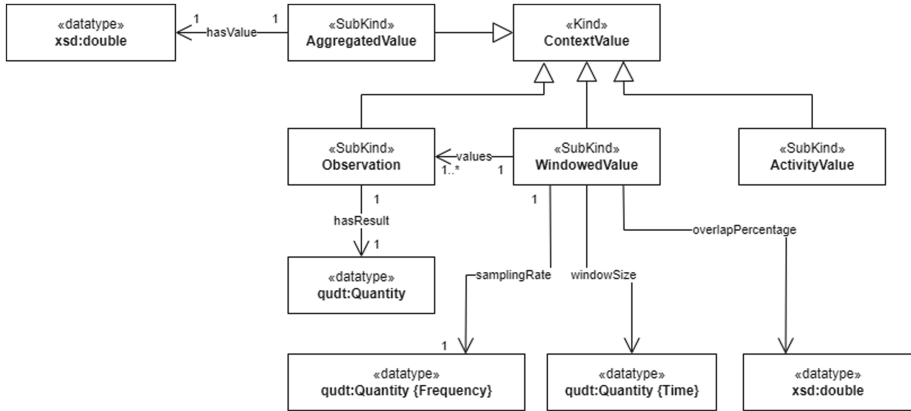 «datatype»
xsd:double
1
hasValue
1
«SubKind»
AggregatedValue
«Kind»
ContextValue
«SubKind»
Observation
values
1..*
1
«SubKind»
WindowedValue
«SubKind»
ActivityValue
1
hasResult
1
«datatype»
qudt:Quantity
1
overlapPercentage
samplingRate
windowSize
1
«datatype»
qudt:Quantity {Frequency}
«datatype»
qudt:Quantity {Time}
«datatype»
xsd:double